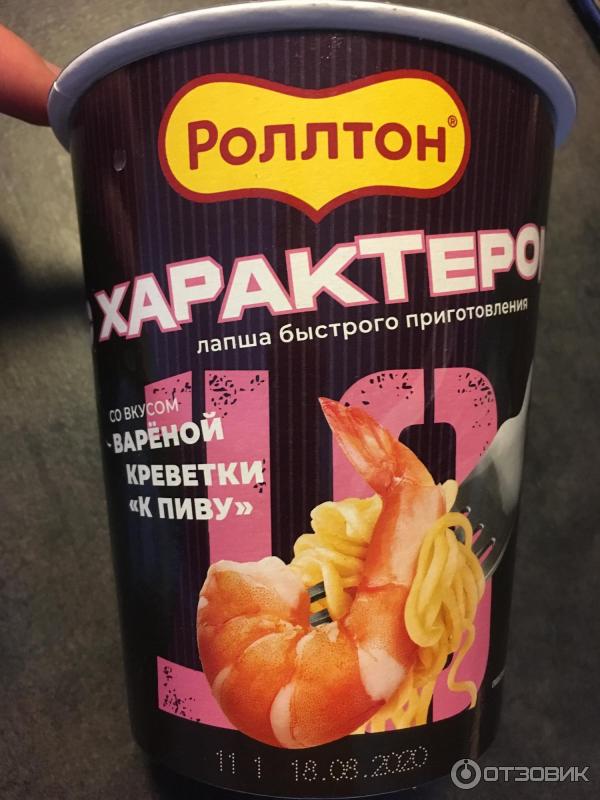 Роллтон®
ХАРАКТЕРО
лапша быстрого приготовления
СО ВКУСОМ
ВАРЁНОЙ
КРЕВЕТКИ
«К ПИВУ»
11 1 18.08.2020
ОТЗОВИК